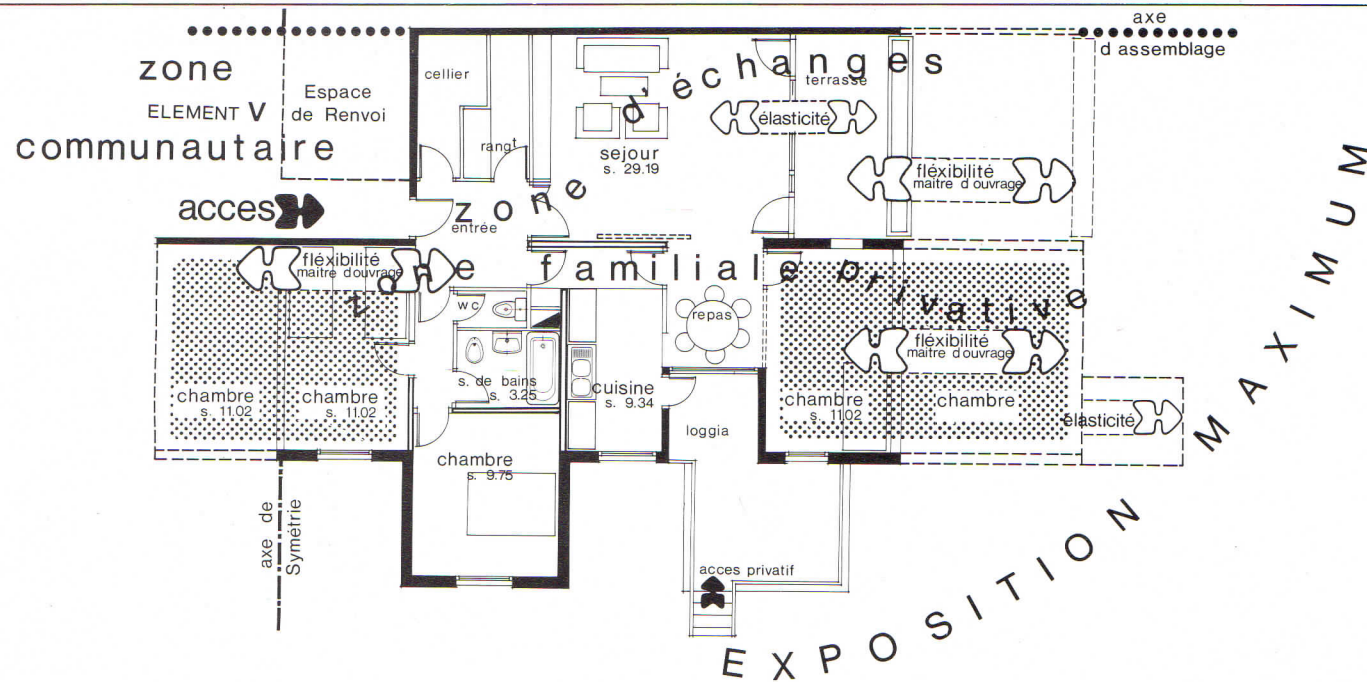 axe
d assemblage
zone
ELEMENT V
communautaire
Espace
de Renvoi
cellier
rangt
zone d'échanges
terrasse
élasticité
sejour
s. 29.19
fléxibilité
maitre d ouvrage
acces
entrée
fléxibilité
maitre d ouvrage
zone familiale privative
wc
repas
fléxibilité
maitre d ouvrage
s. de bains
s. 3.25
cuisine
s. 9.34
chambre
s. 11.02
chambre
s. 11.02
chambre
s. 11.02
chambre
élasticité
loggia
chambre
s. 9.75
axe de
Symétrie
acces privatif
EXPOSITION MAXIMUM